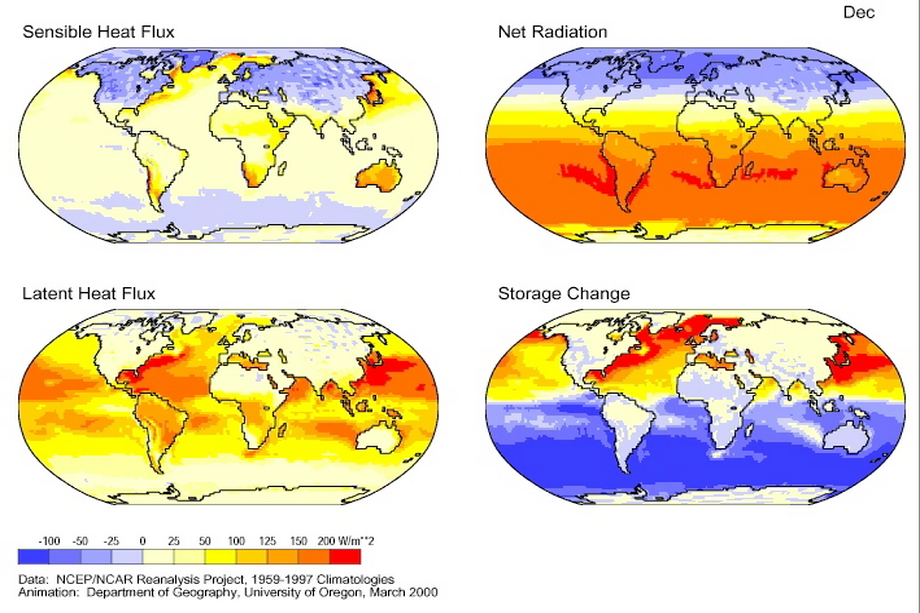 Dec
Sensible Heat Flux
Net Radiation
Latent Heat Flux
Storage Change
-100 -50 -25 0 25 50 100 125 150 200 W/m**2
Data: NCEP/NCAR Reanalysis Project, 1959-1997 Climatologies
Animation: Department of Geography, University of Oregon, March 2000